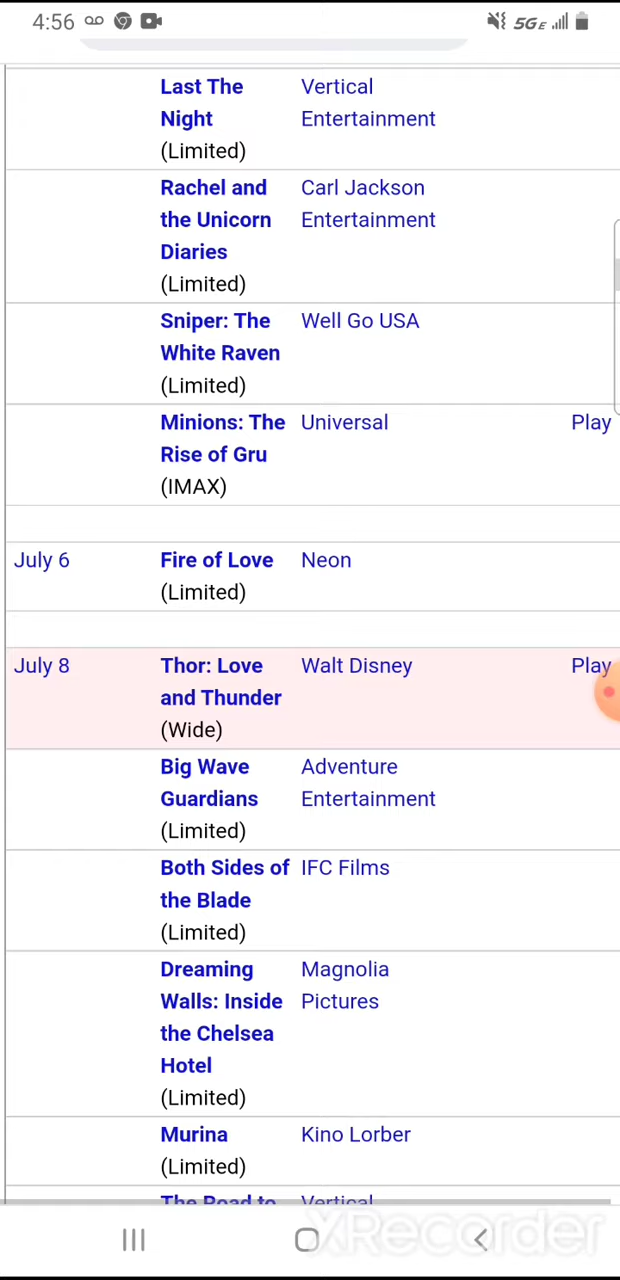 4:56
5GE
Last The Vertical
Night Entertainment
(Limited)
Rachel and Carl Jackson
the Unicorn Entertainment
Diaries
(Limited)
Sniper: The Well Go USA
White Raven
(Limited)
Minions: The Universal Play
Rise of Gru
(IMAX)
July 6 Fire of Love Neon
(Limited)
July 8 Thor: Love Walt Disney Play
and Thunder
(Wide)
Big Wave Adventure
Guardians Entertainment
(Limited)
Both Sides of IFC Films
the Blade
(Limited)
Dreaming Magnolia
Walls: Inside Pictures
the Chelsea
Hotel
(Limited)
Murina Kino Lorber
(Limited)
The Road to Vertical
XRecorder